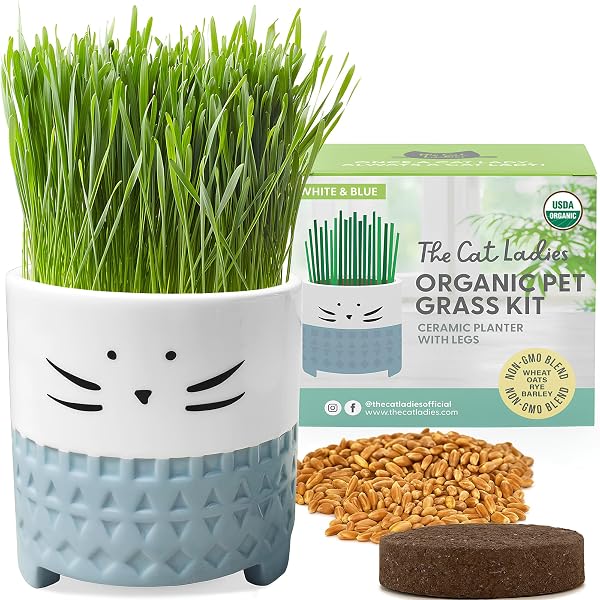 WHITE & BLUE
USDA
ORGANIC
The Cat Ladies
ORGANIC PET
GRASS KIT
CERAMIC PLANTER
WITH LEGS
NON-GMO BLEND
WHEAT
OATS
RYE
BARLEY
NON-GMO BLEND
@thecatladiesofficial
www.thecatladies.com